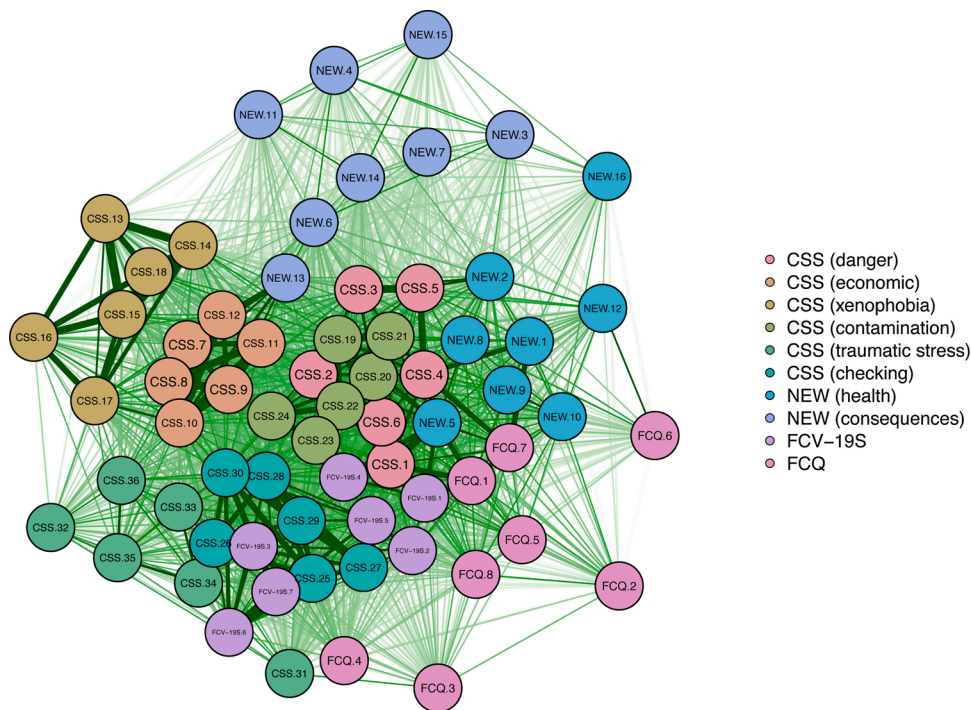 NEW.15
NEW.4
NEW.11
NEW.3
NEW.7
NEW.14
NEW.16
CSS.13
NEW.6
CSS.14
CSS.18
NEW.13
NEW.2
CSS.3
CSS.5
NEW.12
CSS.15
CSS.12
CSS.16
CSS.7
CSS.11
CSS.19
CSS.21
NEW.8
NEW.1
CSS.2
CSS.20
CSS.4
CSS.8
CSS.9
NEW.9
CSS.17
CSS.22
CSS.24
NEW.10
CSS.10
CSS.6
NEW.5
CSS.23
FCQ.6
FCQ.7
CSS.1
CSS.30
CSS.28
FCV-19S.4
CSS.36
FCQ.1
FCV-19S.1
CSS.33
CSS.29
FCV-19S.5
CSS.32
FCQ.5
CSS.26
FCV-19S.3
FCV-19S.2
CSS.35
CSS.27
FCQ.8
CSS.25
CSS.34
FCQ.2
FCV-19S.7
FCV-19S.6
FCQ.4
CSS.31
FCQ.3
CSS (danger)
CSS (economic)
CSS (xenophobia)
CSS (contamination)
CSS (traumatic stress)
CSS (checking)
NEW (health)
NEW (consequences)
FCV−19S
FCQ